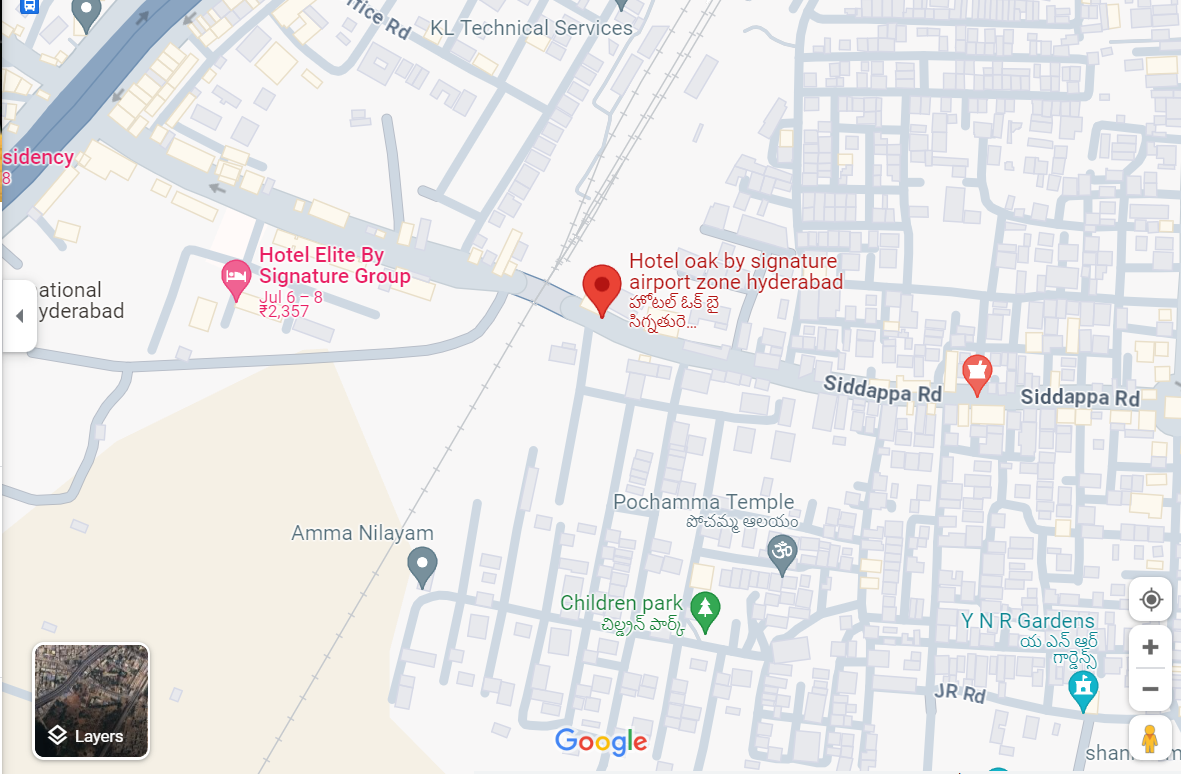 ffice Rd
KL Technical Services
sidency
8
Hotel Elite By
Signature Group
Jul 6 – 8
₹2,357
Hotel oak by signature
airport zone hyderabad
హోటల్ ఓక్ బై
సిగ్నతురె...
ational
yderabad
Siddappa Rd
Siddappa Rd
Pochamma Temple
పోచమ్మ ఆలయం
Amma Nilayam
Children park
చిల్డ్రన్ పార్క్
Y N R Gardens
య ఎన్ ఆర్
గార్డెన్స్
JR Rd
Layers
Google